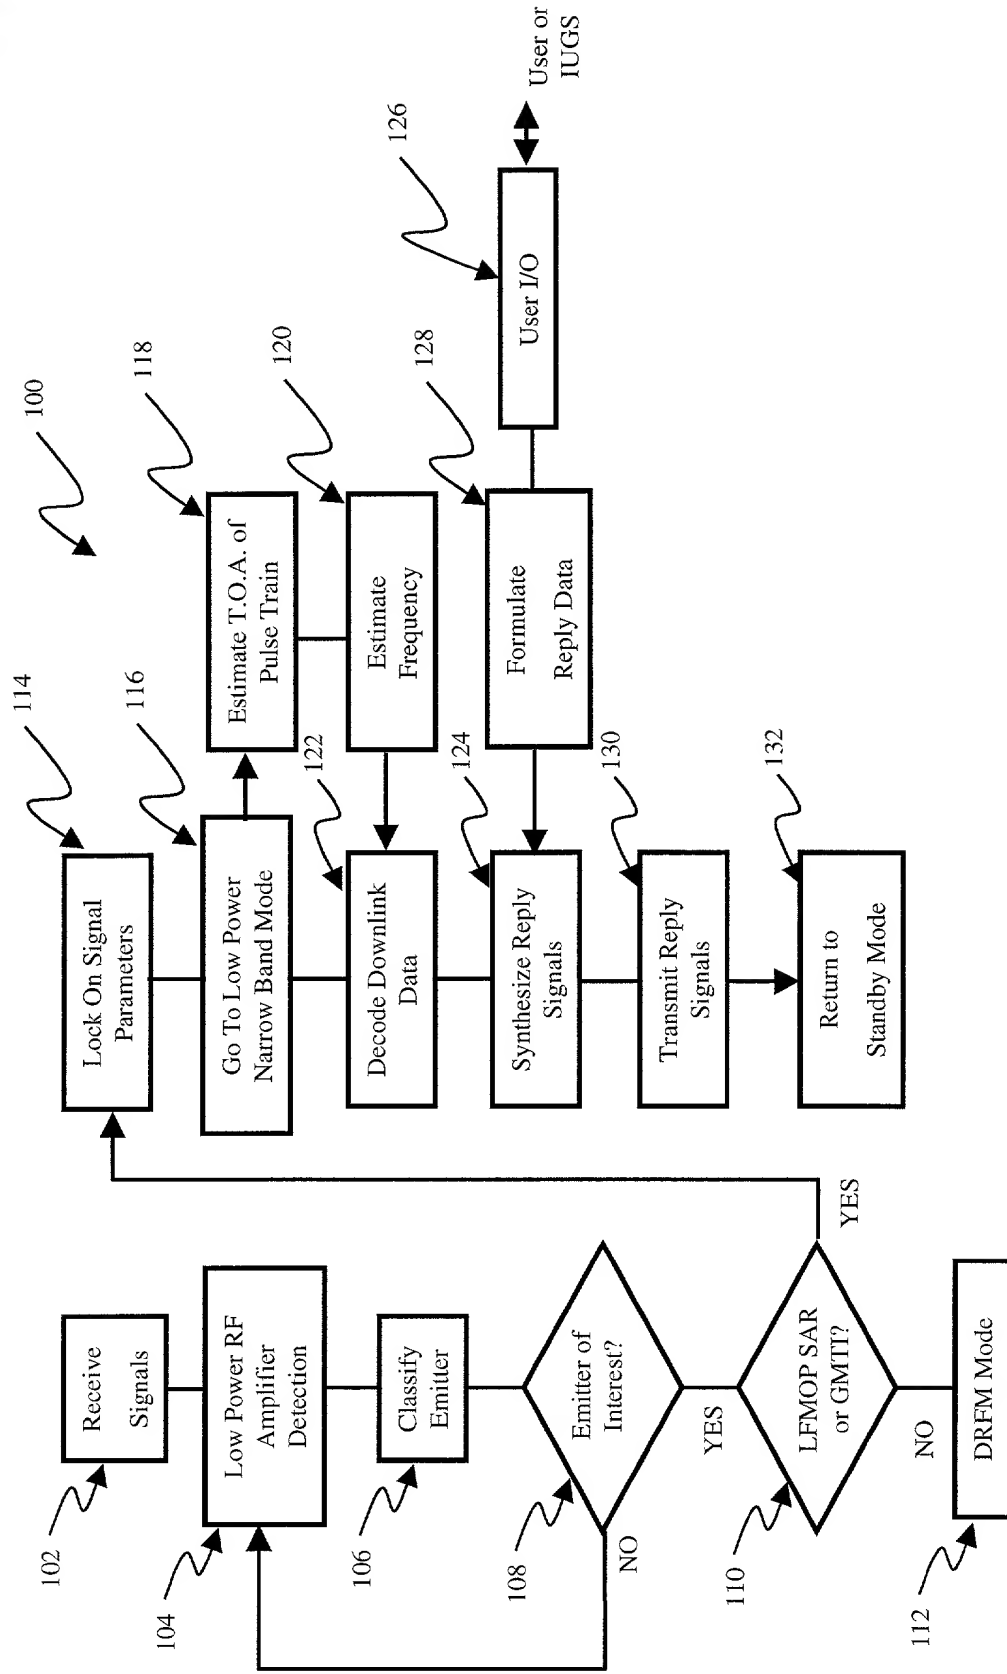 100
102
Receive
Signals
104
Low Power RF
Amplifier
Detection
106
Classify
Emitter
108
Emitter of
Interest?
NO
YES
110
LFMOP SAR
or GMTI?
YES
NO
112
DRFM Mode
114
Lock On Signal
Parameters
116
Go To Low Power
Narrow Band Mode
118
Estimate T.O.A. of
Pulse Train
120
Estimate
Frequency
122
Decode Downlink
Data
124
Synthesize Reply
Signals
126
User I/O
User or
IUGS
128
Formulate
Reply Data
130
Transmit Reply
Signals
132
Return to
Standby Mode